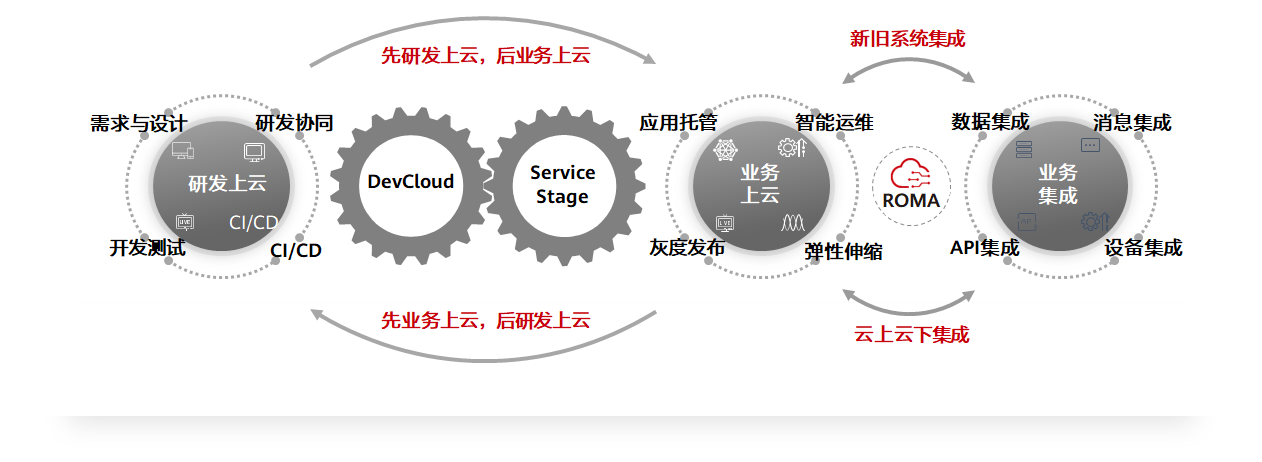 先研发上云，后业务上云
新旧系统集成
需求与设计
研发协同
研发上云
CI/CD
开发测试
CI/CD
DevCloud
Service
Stage
应用托管
智能运维
业务
上云
灰度发布
弹性伸缩
ROMA
数据集成
消息集成
业务
集成
API集成
设备集成
先业务上云，后研发上云
云上云下集成